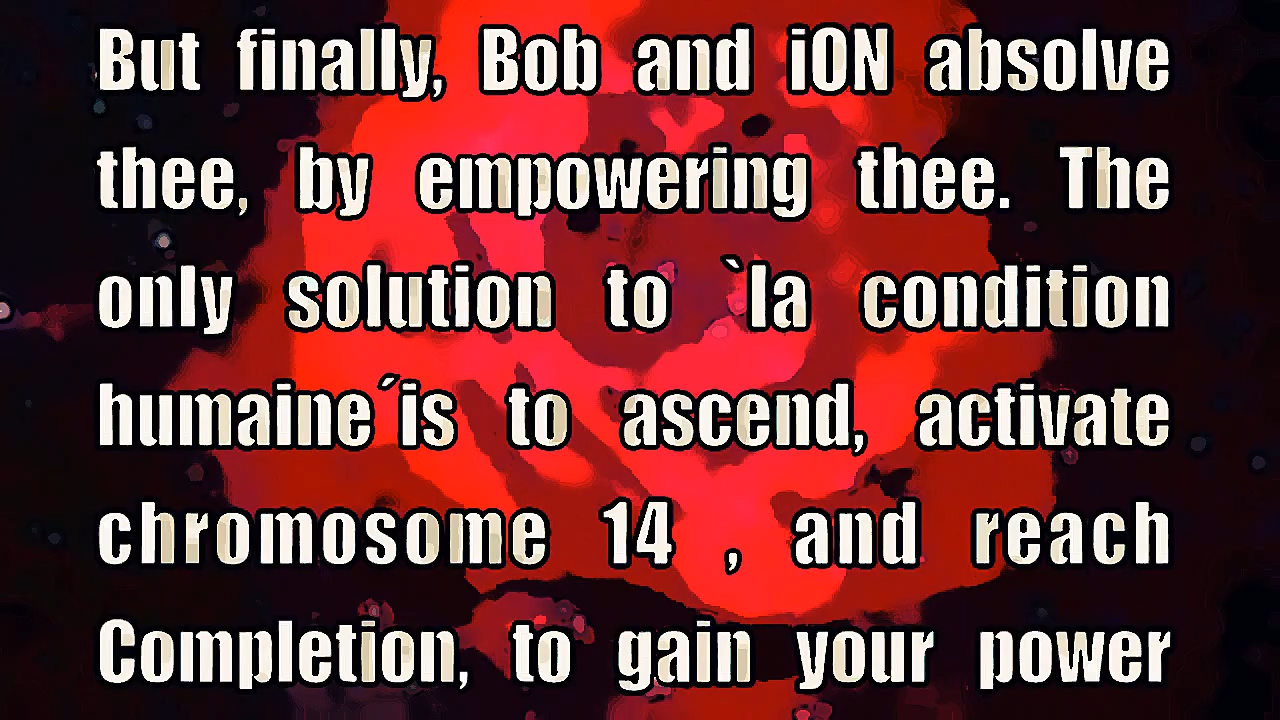 But finally, Bob and iON absolve
thee, by empowering thee. The
only solution to `la condition
humaine´is to ascend, activate
chromosome 14 , and reach
Completion, to gain your power